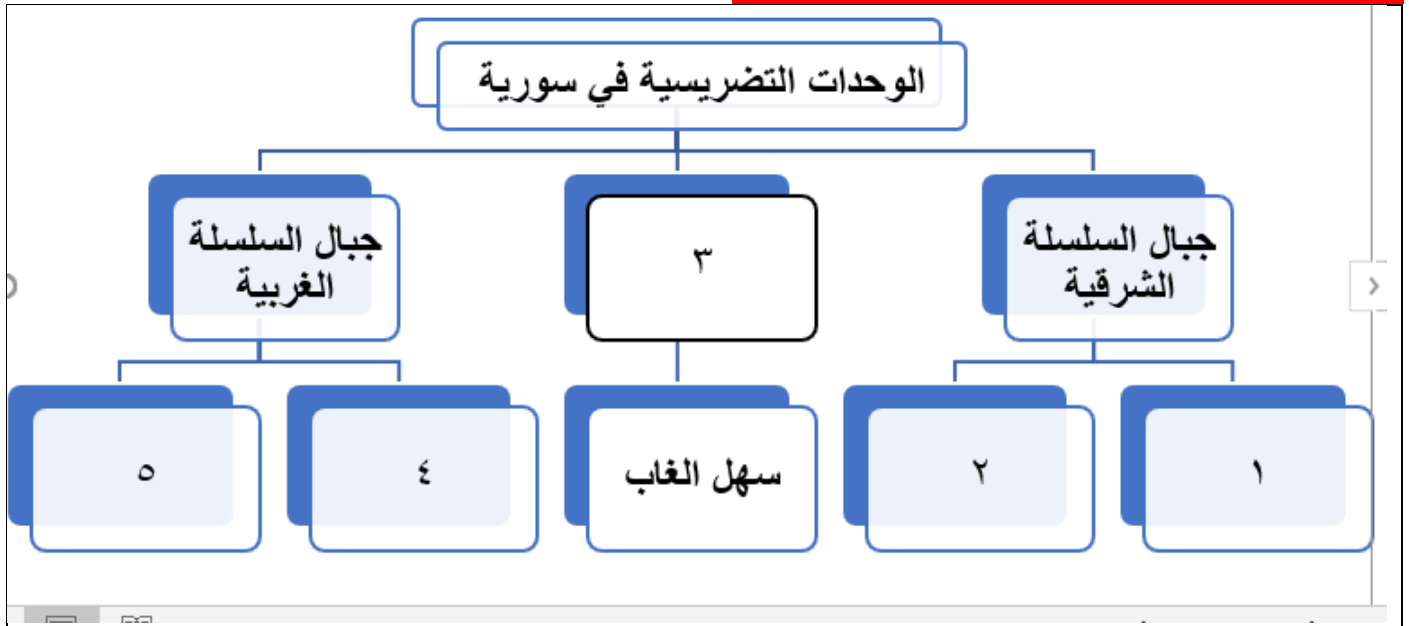 الوحدات التضريسية في سورية
جبال السلسلة
الشرقية
٣
جبال السلسلة
الغربية
١
٢
سهل الغاب
٤
٥